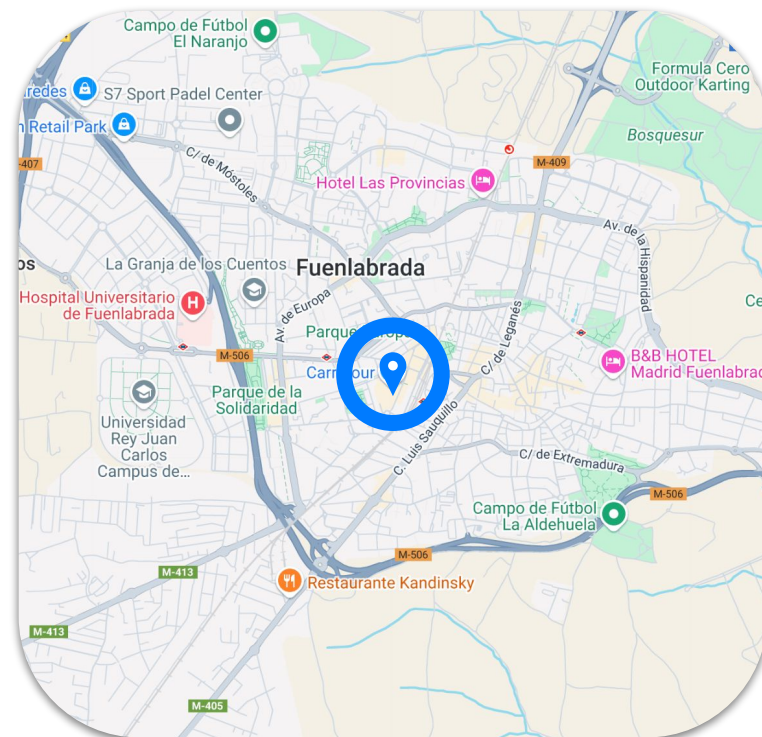 Campo de Fútbol
El Naranjo
S7 Sport Padel Center
Retail Park
Formula Cero
Outdoor Karting
Bosquesur
M-407
C/ de Móstoles
M-409
Hotel Las Provincias
Av. de la Hispanidad
os
La Granja de los Cuentos
Fuenlabrada
Hospital Universitario
de Fuenlabrada
Av. de Europa
C/ de Leganés
M-506
B&B HOTEL
Madrid Fuenlabrad
Parque de la
Solidaridad
Universidad
Rey Juan
Carlos
Campus de...
C. Luis Sauquillo
C/ de Extremadura
M-506
Campo de Fútbol
La Aldehuela
M-506
M-413
Restaurante Kandinsky
M-413
M-405